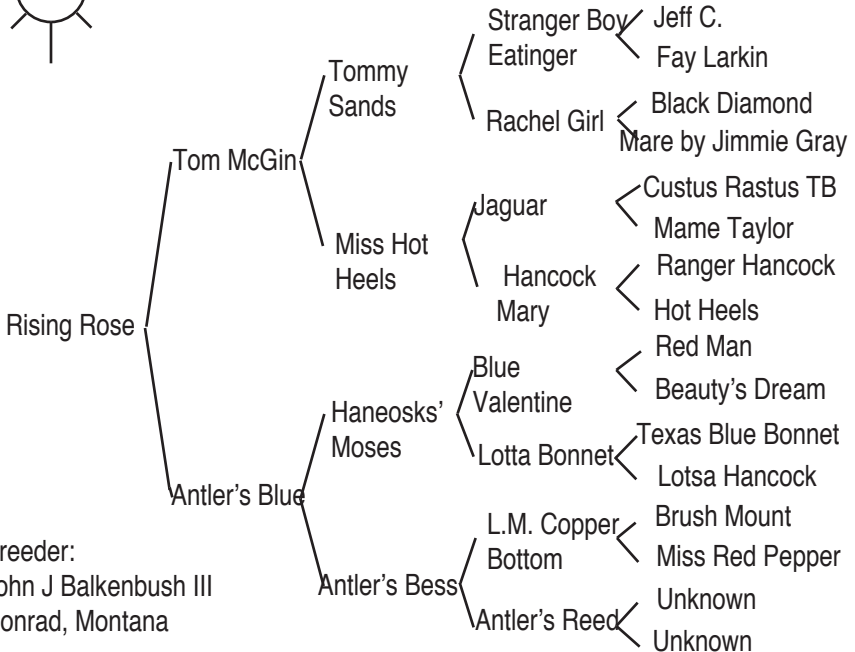 Stranger Boy
Eatinger
Jeff C.
Fay Larkin
Tommy
Sands
Rachel Girl
Black Diamond
Mare by Jimmie Gray
Tom McGin
Jaguar
Custus Rastus TB
Mame Taylor
Miss Hot
Heels
Hancock
Mary
Ranger Hancock
Hot Heels
Rising Rose
Blue
Valentine
Red Man
Beauty's Dream
Haneosks'
Moses
Lotta Bonnet
Texas Blue Bonnet
Lotsa Hancock
Antler's Blue
L.M. Copper
Bottom
Brush Mount
Miss Red Pepper
Antler's Bess
Antler's Reed
Unknown
Unknown
reeder:
ohn J Balkenbush III
onrad, Montana